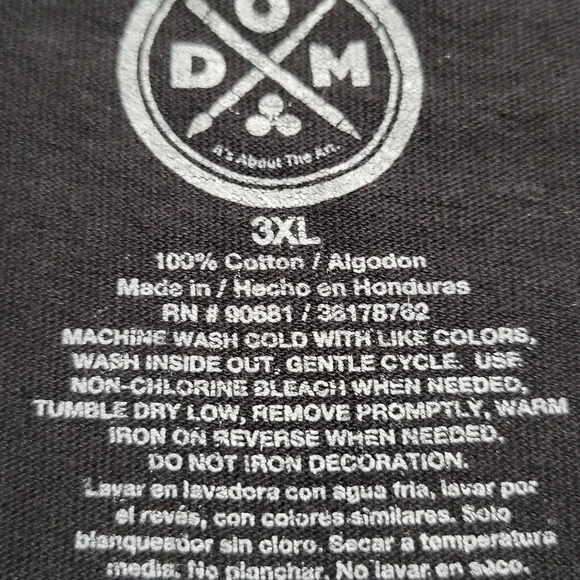 O
D M
It's About The Art.
3XL
100% Cotton / Algodon
Made in / Hecho en Honduras
RN # 90681 / 38178762
MACHINE WASH COLD WITH LIKE COLORS,
WASH INSIDE OUT, GENTLE CYCLE. USE
NON-CHLORINE BLEACH WHEN NEEDED,
TUMBLE DRY LOW, REMOVE PROMPTLY, WARM
IRON ON REVERSE WHEN NEEDED.
DO NOT IRON DECORATION.
Lavar en lavadora con agua fria, lavar por
el revés, con colores similares. Solo
blanqueador sin cloro. Secar a temperatura
media. No planchar. No lavar en seco.